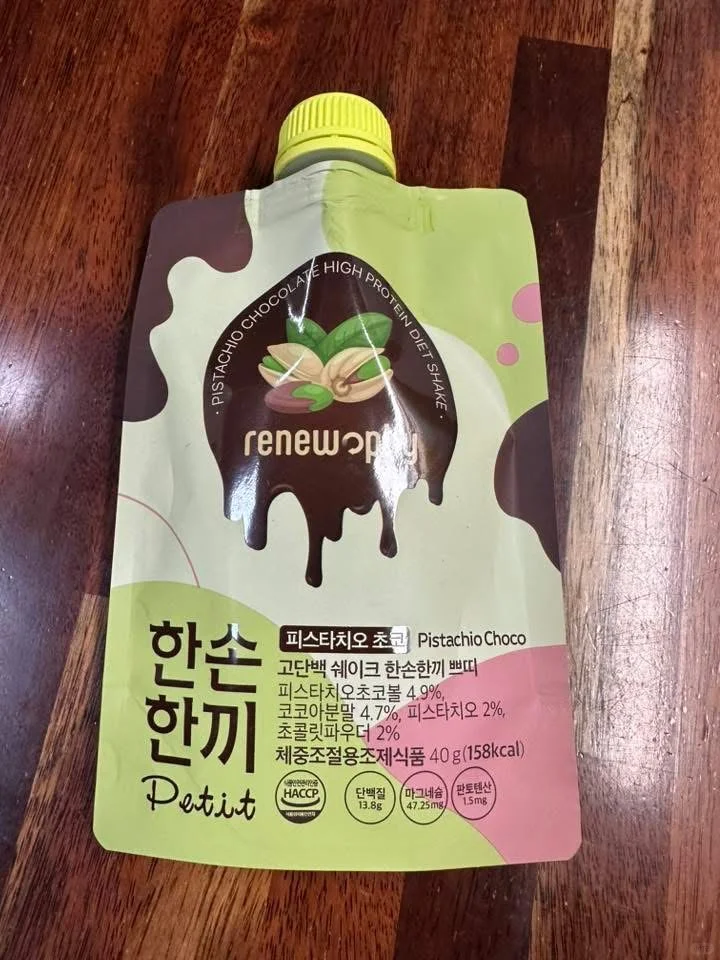 · PISTACHIO CHOCOLATE HIGH PROTEIN DIET SHAKE ·
한손
한끼
Petit
피스타치오 초코 Pistachio Choco
고단백 쉐이크 한손한끼 쁘띠
피스타치오초코볼 4.9%,
코코아분말 4.7%, 피스타치오 2%,
초콜릿파우더 2%
체중조절용조제식품 40g(158kcal)
HACCP
단백질
13.8g
마그네슘
47.25mg
판토텐산
1.5mg